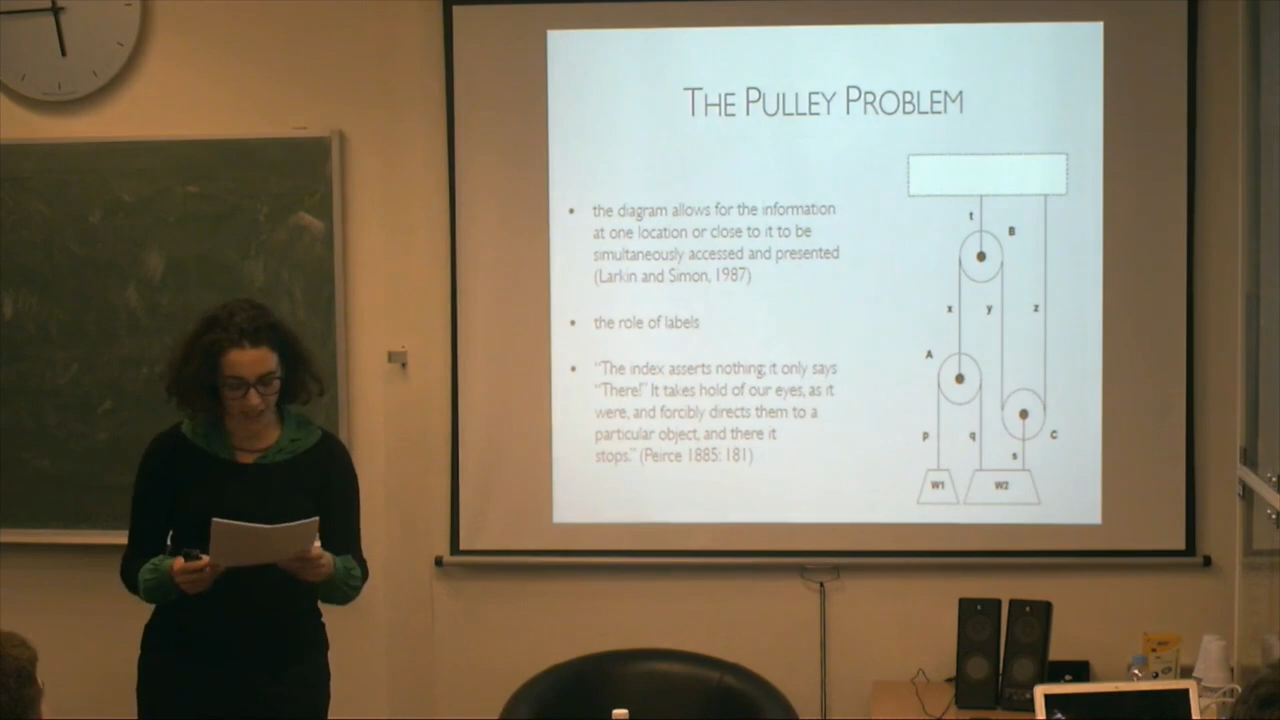 THE PULLEY PROBLEM
• the diagram allows for the information
at one location or close to it to be
simultaneously accessed and presented
(Larkin and Simon, 1987)
• the role of labels
• "The index asserts nothing; it only says
"There!" It takes hold of our eyes, as it
were, and forcibly directs them to a
particular object, and there it
stops." (Peirce 1885: 181)
t
B
x
y
z
A
p
q
C
s
W1
W2